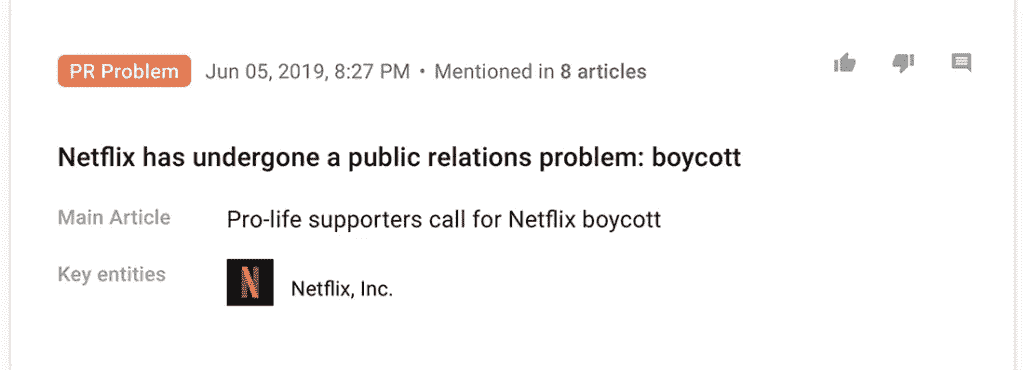 PR Problem Jun 05, 2019, 8:27 PM • Mentioned in 8 articles
Netflix has undergone a public relations problem: boycott
Main Article Pro-life supporters call for Netflix boycott
Key entities N Netflix, Inc.